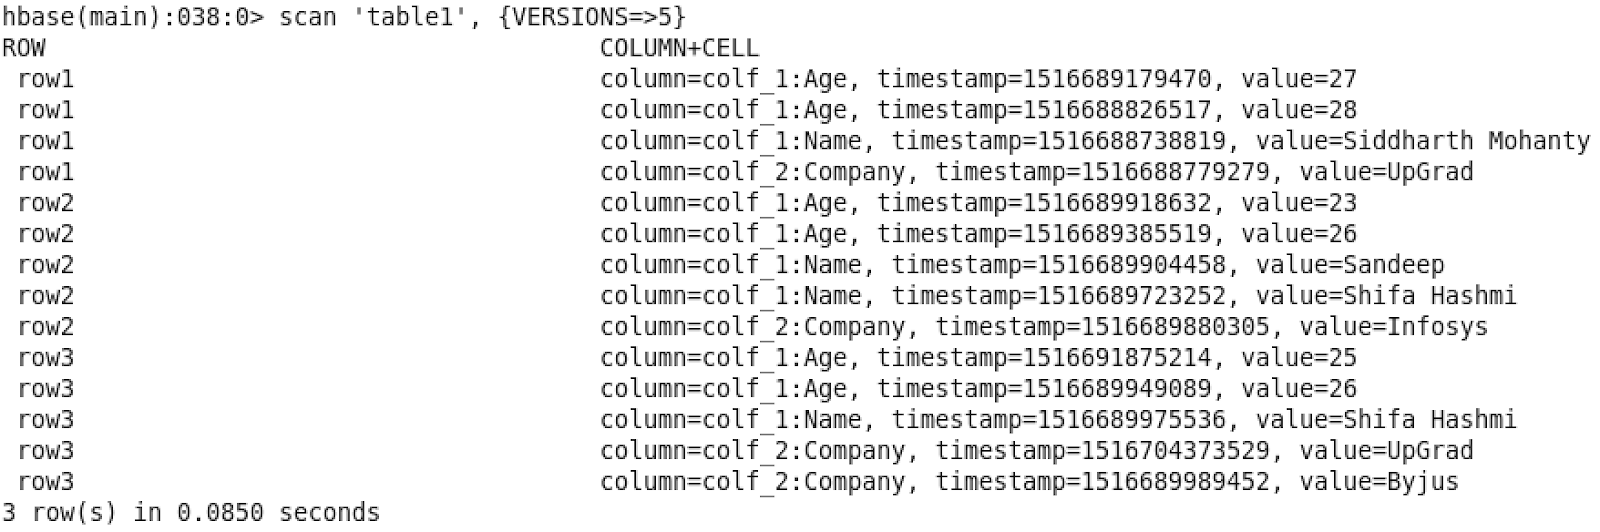 hbase(main):038:0> scan 'table1', {VERSIONS=>5}
ROW COLUMN+CELL
row1 column=colf_1:Age, timestamp=1516689179470, value=27
row1 column=colf_1:Age, timestamp=1516688826517, value=28
row1 column=colf_1:Name, timestamp=1516688738819, value=Siddharth Mohanty
row1 column=colf_2:Company, timestamp=1516688779279, value=UpGrad
row2 column=colf_1:Age, timestamp=1516689918632, value=23
row2 column=colf_1:Age, timestamp=1516689385519, value=26
row2 column=colf_1:Name, timestamp=1516689904458, value=Sandeep
row2 column=colf_1:Name, timestamp=1516689723252, value=Shifa Hashmi
row2 column=colf_2:Company, timestamp=1516689880305, value=Infosys
row3 column=colf_1:Age, timestamp=1516691875214, value=25
row3 column=colf_1:Age, timestamp=1516689949089, value=26
row3 column=colf_1:Name, timestamp=1516689975536, value=Shifa Hashmi
row3 column=colf_2:Company, timestamp=1516704373529, value=UpGrad
row3 column=colf_2:Company, timestamp=1516689989452, value=Byjus
3 row(s) in 0.0850 seconds